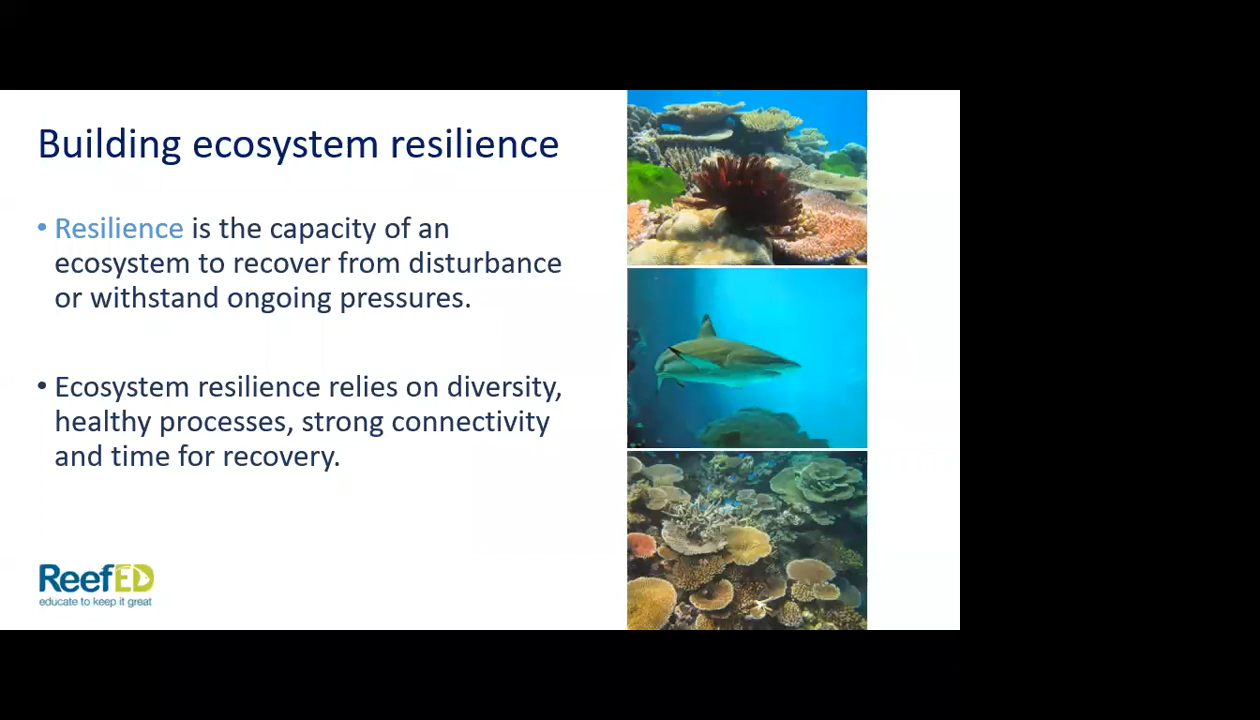 Building ecosystem resilience
• Resilience is the capacity of an
ecosystem to recover from disturbance
or withstand ongoing pressures.
• Ecosystem resilience relies on diversity,
healthy processes, strong connectivity
and time for recovery.
ReefED
educate to keep it great